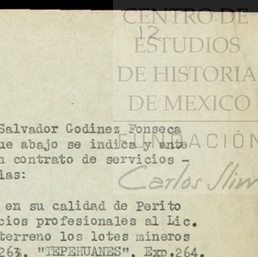 CENTRO DE
12
ESTUDIOS
DE HISTORIA
DE MEXICO
FUNDACIÓN
Carlos Slim
Salvador Godinez Fonseca
ue abajo se indica y ante
n contrato de servicios -
las:
en su calidad de Perito
cios profesionales al Lic.
terreno los lotes mineros
263. "TEPEHUANES". Exp.264.